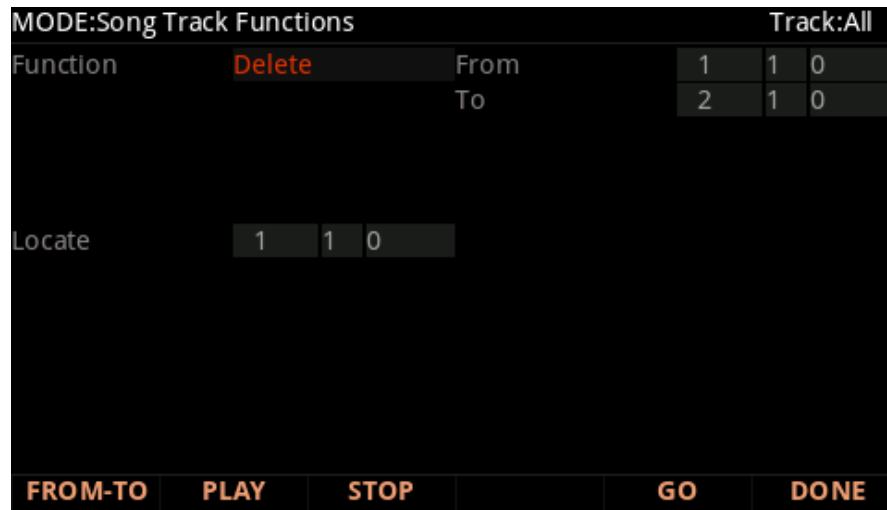 MODE:Song Track Functions Track:All
Function Delete From 1 1 0
To 2 1 0
Locate 1 1 0
FROM-TO PLAY STOP GO DONE